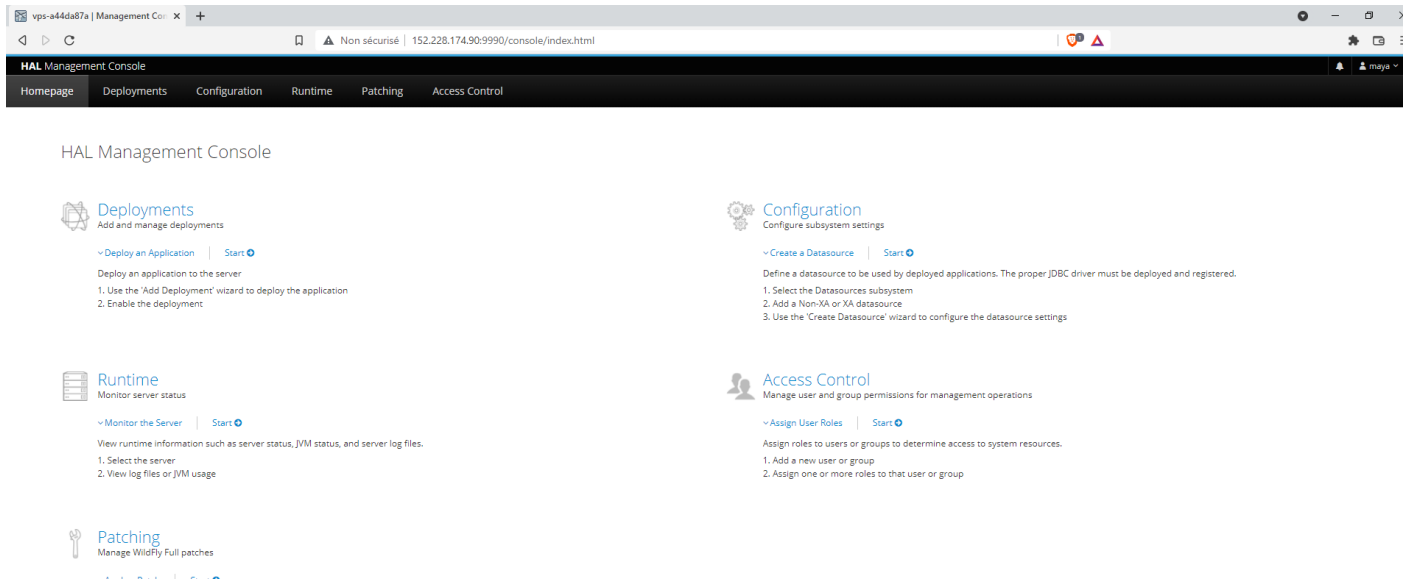 vps-a44da87a | Management Con
Non sécurisé | 152.228.174.90:9990/console/index.html
HAL Management Console
maya
Homepage Deployments Configuration Runtime Patching Access Control
HAL Management Console
Deployments
Add and manage deployments
Deploy an Application Start
Deploy an application to the server
1. Use the 'Add Deployment' wizard to deploy the application
2. Enable the deployment
Configuration
Configure subsystem settings
Create a Datasource Start
Define a datasource to be used by deployed applications. The proper JDBC driver must be deployed and registered.
1. Select the Datasources subsystem
2. Add a Non-XA or XA datasource
3. Use the 'Create Datasource' wizard to configure the datasource settings
Runtime
Monitor server status
Monitor the Server Start
View runtime information such as server status, JVM status, and server log files.
1. Select the server
2. View log files or JVM usage
Access Control
Manage user and group permissions for management operations
Assign User Roles Start
Assign roles to users or groups to determine access to system resources.
1. Add a new user or group
2. Assign one or more roles to that user or group
Patching
Manage WildFly Full patches